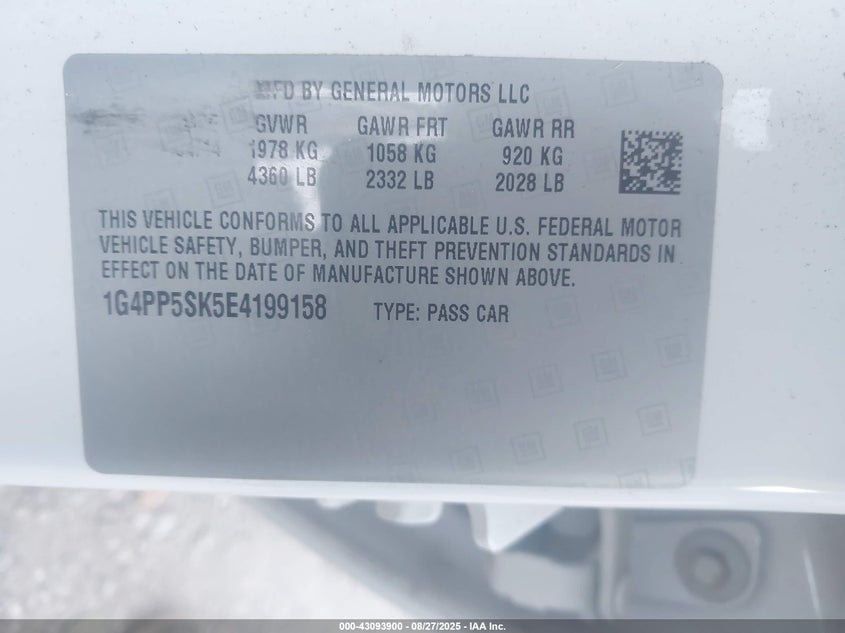 MFD BY GENERAL MOTORS LLC
GVWR GAWR FRT GAWR RR
1978 KG 1058 KG 920 KG
4360 LB 2332 LB 2028 LB
THIS VEHICLE CONFORMS TO ALL APPLICABLE U.S. FEDERAL MOTOR
VEHICLE SAFETY, BUMPER, AND THEFT PREVENTION STANDARDS IN
EFFECT ON THE DATE OF MANUFACTURE SHOWN ABOVE.
1G4PP5SK5E4199158 TYPE: PASS CAR
000-43093900 - 08/27/2025 - IAA Inc.